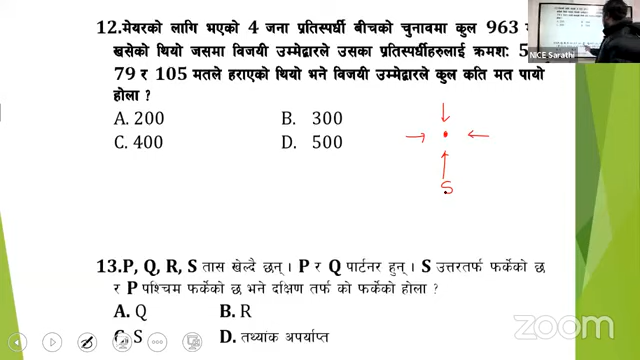 12.मेयरको लागि भएको 4 जना प्रतिस्पर्धी बीचको चुनावमा कुल 963
खसेको थियो जसमा विजयी उम्मेद्वारले उसका प्रतिस्पर्धीहरुलाई क्रमश: 5
79 र 105 मतले हराएको थियो भने विजयी उम्मेद्वारले कुल कति मत पायो
होला ?
A. 200 B. 300
C. 400 D. 500
S
13.P, Q, R, S तास खेल्दै छन् । P र Q पार्टनर हुन् । S उत्तरतर्फ फर्केको छ
र P पश्चिम फर्केको छ भने दक्षिण तर्फ को फर्केको होला ?
A. Q B. R
C. S D. तथ्यांक अपर्याप्त
NICE Sarathi
zoom